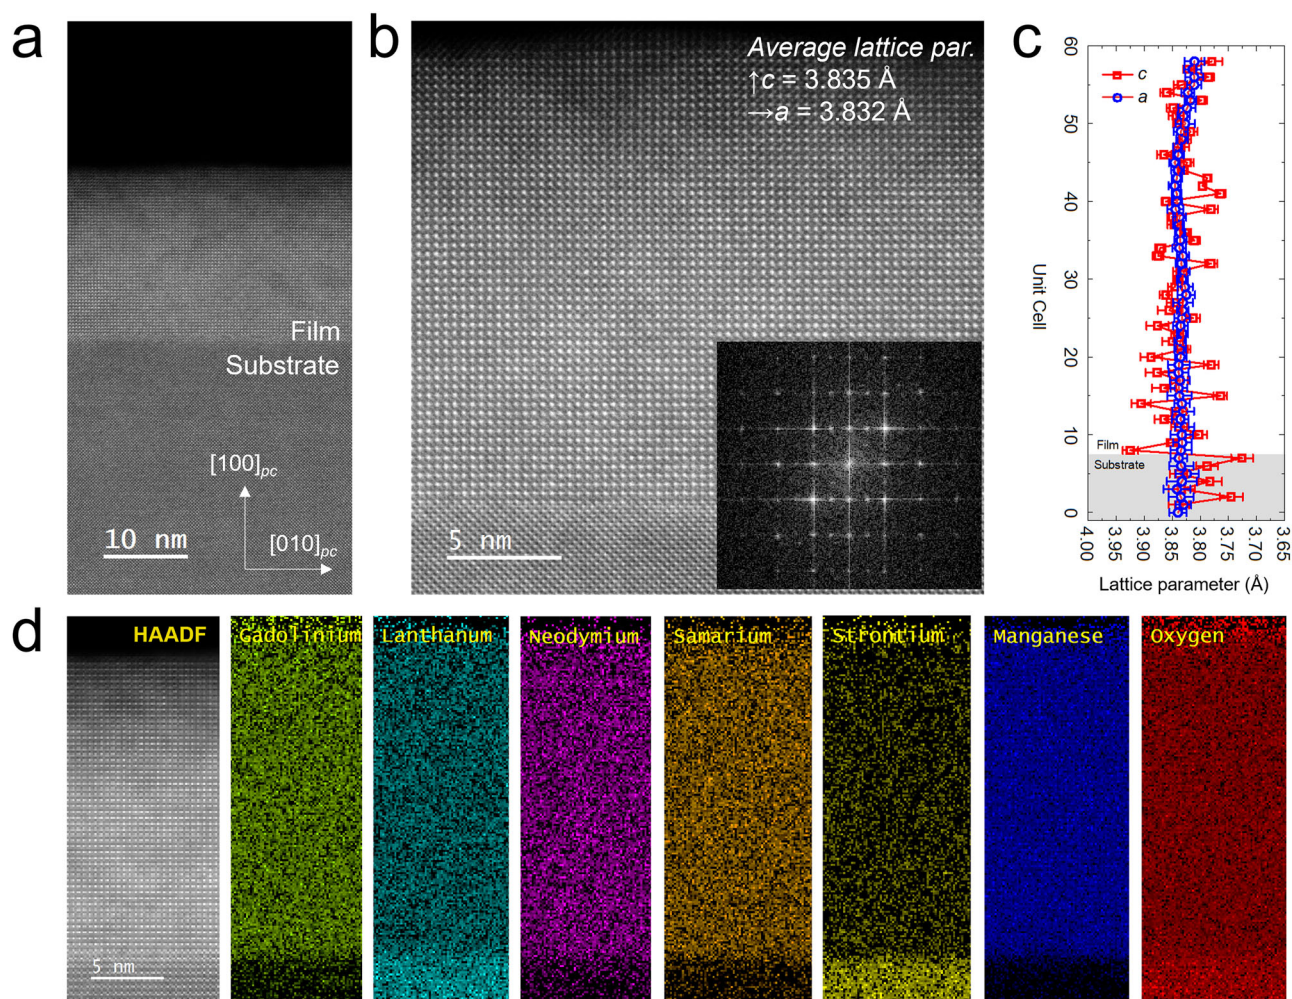 a
Film
Substrate
[100]pc
[010]pc
10 nm
b
Average lattice par.
↑c = 3.835 Å
→a = 3.832 Å
5 nm
c
c
a
60
50
40
30
20
10
0
Unit Cell
Film
Substrate
4.00
3.95
3.90
3.85
3.80
3.75
3.70
3.65
Lattice parameter (Å)
d
HAADF
5 nm
Gadolinium
Lanthanum
Neodymium
Samarium
Strontium
Manganese
Oxygen